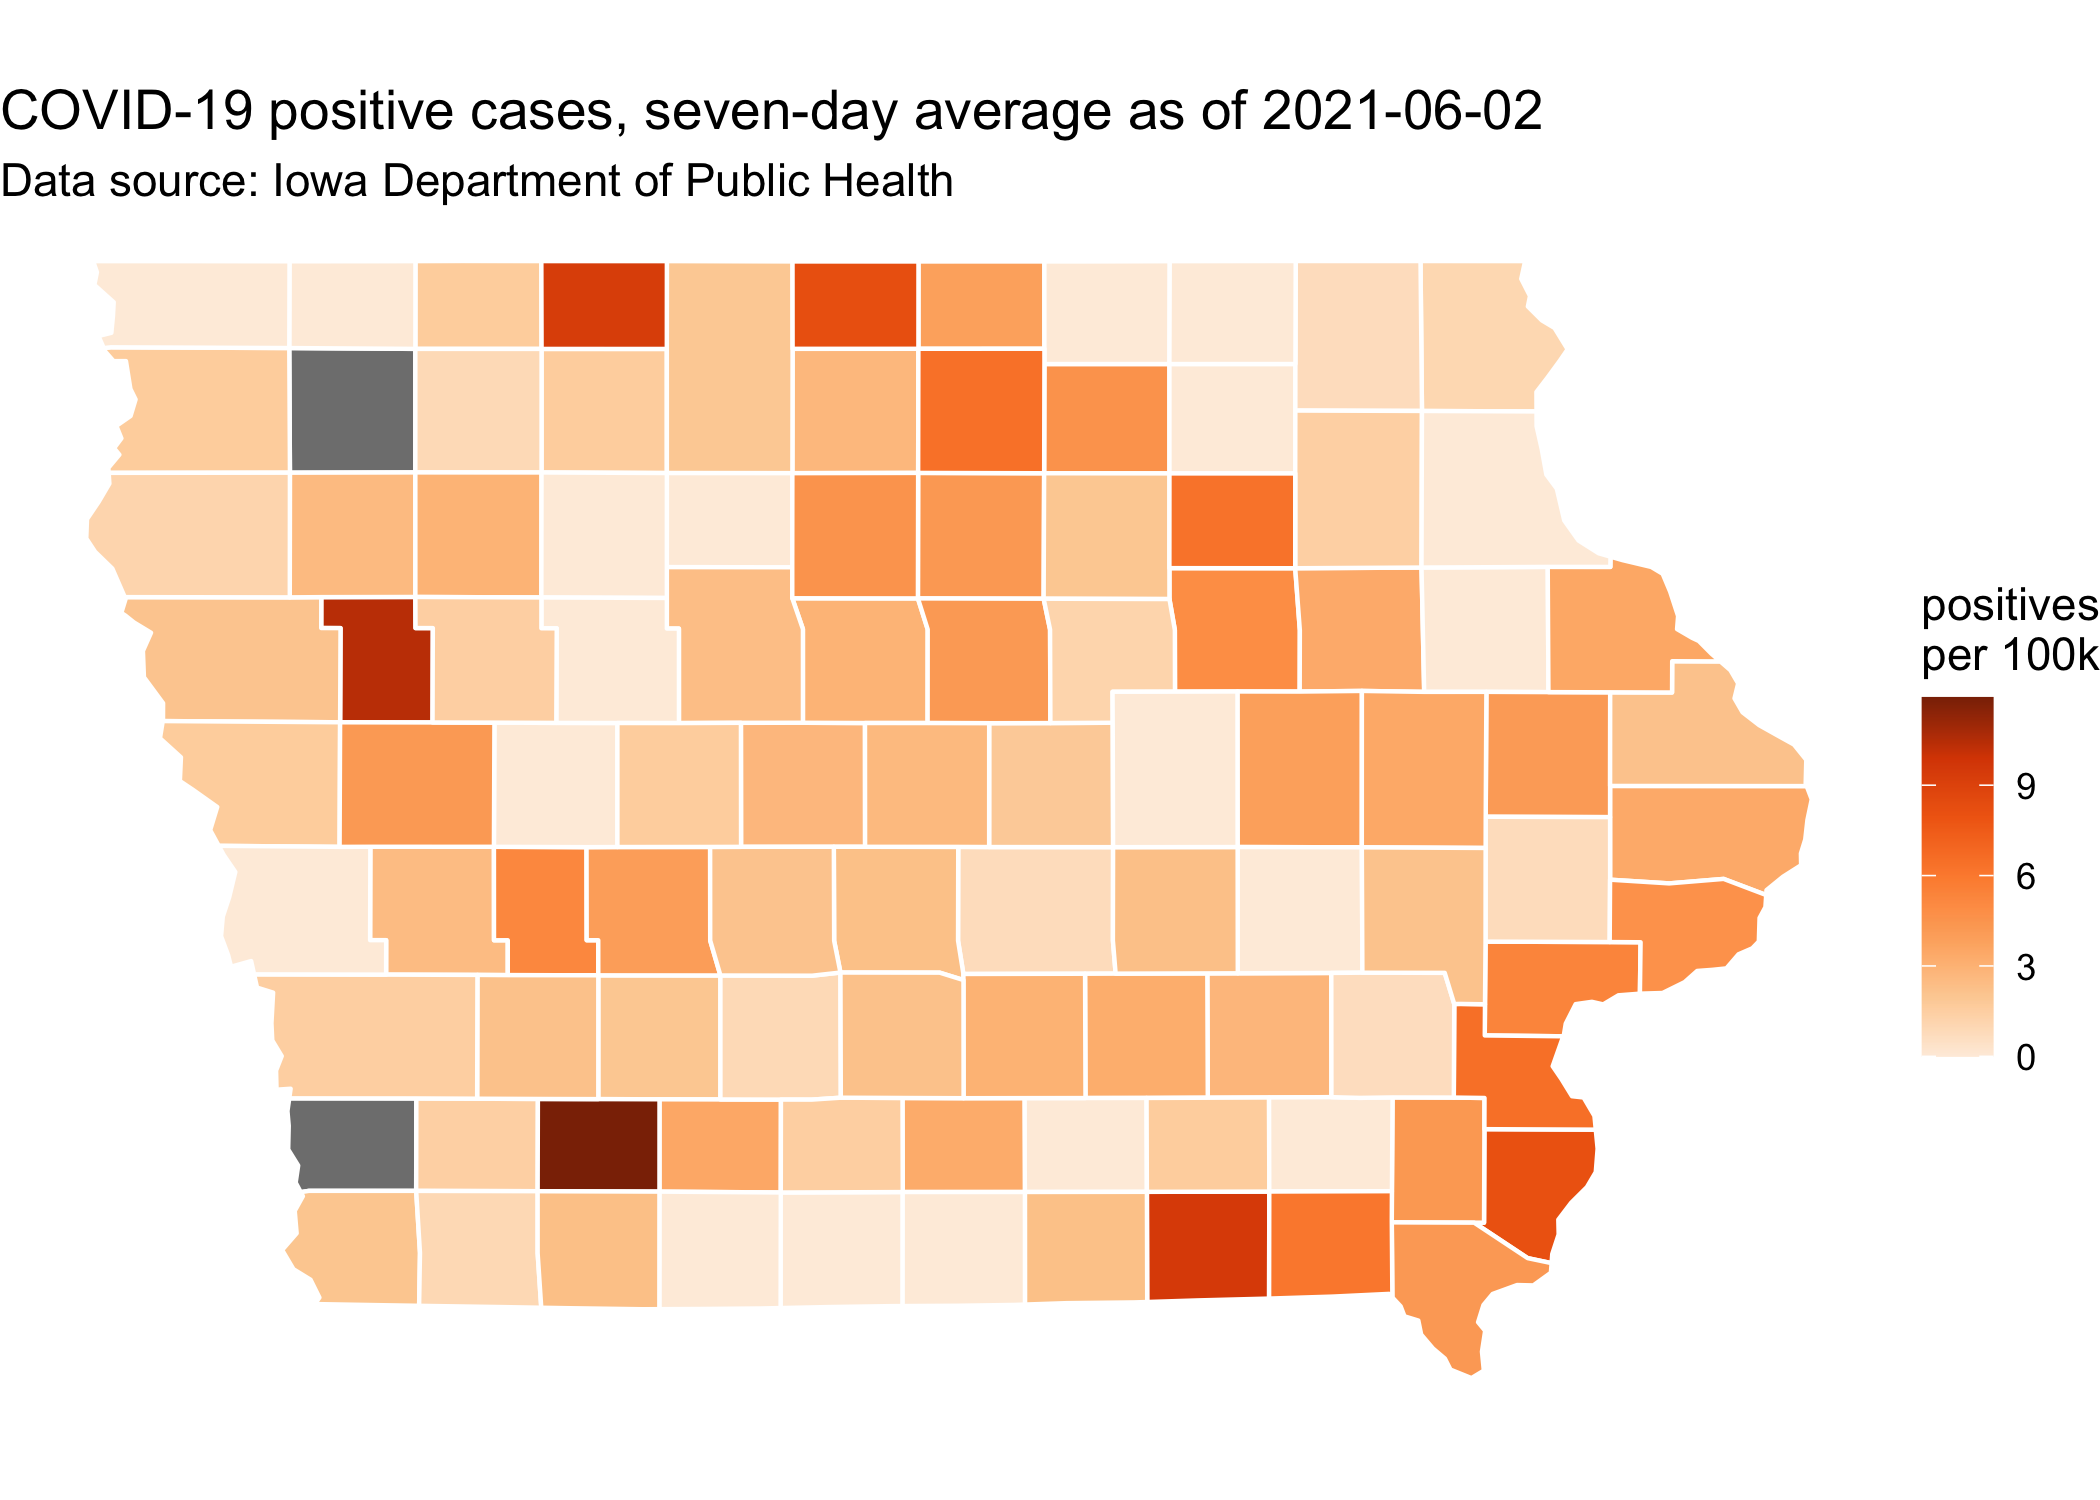 COVID-19 positive cases, seven-day average as of 2021-06-02
Data source: Iowa Department of Public Health
positives
per 100k
9
6
3
0